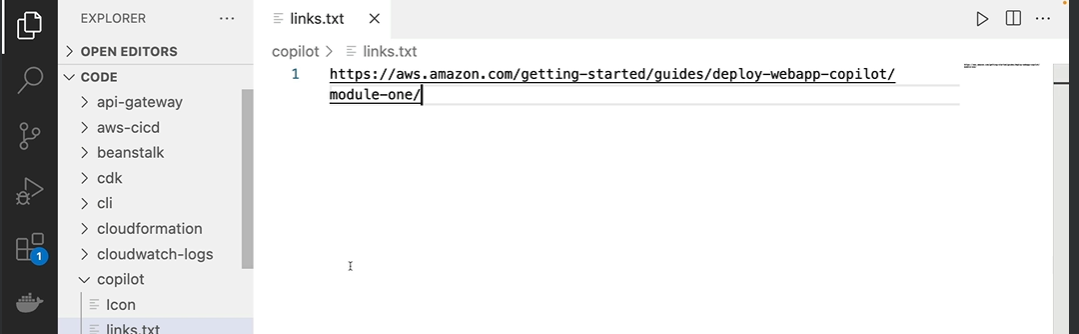 EXPLORER
links.txt
OPEN EDITORS
CODE
api-gateway
aws-cicd
beanstalk
cdk
cli
cloudformation
cloudwatch-logs
copilot
Icon
links.txt
1
copilot > links.txt
1 https://aws.amazon.com/getting-started/guides/deploy-webapp-copilot/
module-one/